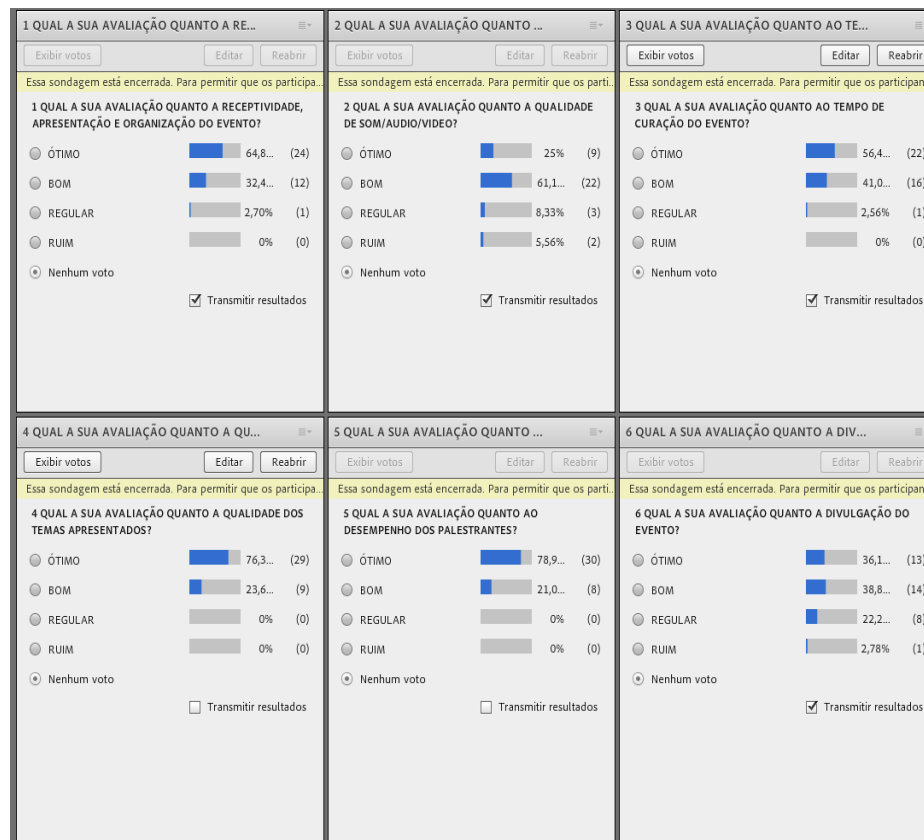 1 QUAL A SUA AVALIAÇÃO QUANTO A RE...
Exibir votos Editar Reabrir
Essa sondagem está encerrada. Para permitir que os participa...
1 QUAL A SUA AVALIAÇÃO QUANTO A RECEPTIVIDADE,
APRESENTAÇÃO E ORGANIZAÇÃO DO EVENTO?
ÓTIMO 64,8... (24)
BOM 32,4... (12)
REGULAR 2,70% (1)
RUIM 0% (0)
Nenhum voto
Transmitir resultados
2 QUAL A SUA AVALIAÇÃO QUANTO ...
Exibir votos Editar Reabrir
Essa sondagem está encerrada. Para permitir que os parti..
2 QUAL A SUA AVALIAÇÃO QUANTO A QUALIDADE
DE SOM/AUDIO/VIDEO?
ÓTIMO 25% (9)
BOM 61,1... (22)
REGULAR 8,33% (3)
RUIM 5,56% (2)
Nenhum voto
Transmitir resultados
3 QUAL A SUA AVALIAÇÃO QUANTO AO TE...
Exibir votos Editar Reabrir
Essa sondagem está encerrada. Para permitir que os participan
3 QUAL A SUA AVALIAÇÃO QUANTO AO TEMPO DE
CURAÇÃO DO EVENTO?
ÓTIMO 56,4... (22)
BOM 41,0... (16)
REGULAR 2,56% (1)
RUIM 0% (0)
Nenhum voto
Transmitir resultados
4 QUAL A SUA AVALIAÇÃO QUANTO A QU...
Exibir votos Editar Reabrir
Essa sondagem está encerrada. Para permitir que os participa...
4 QUAL A SUA AVALIAÇÃO QUANTO A QUALIDADE DOS
TEMAS APRESENTADOS?
ÓTIMO 76,3... (29)
BOM 23,6... (9)
REGULAR 0% (0)
RUIM 0% (0)
Nenhum voto
Transmitir resultados
5 QUAL A SUA AVALIAÇÃO QUANTO ...
Exibir votos Editar Reabrir
Essa sondagem está encerrada. Para permitir que os parti..
5 QUAL A SUA AVALIAÇÃO QUANTO AO
DESEMPENHO DOS PALESTRANTES?
ÓTIMO 78,9... (30)
BOM 21,0... (8)
REGULAR 0% (0)
RUIM 0% (0)
Nenhum voto
Transmitir resultados
6 QUAL A SUA AVALIAÇÃO QUANTO A DIV...
Exibir votos Editar Reabrir
Essa sondagem está encerrada. Para permitir que os participan
6 QUAL A SUA AVALIAÇÃO QUANTO A DIVULGAÇÃO DO
EVENTO?
ÓTIMO 36,1... (13)
BOM 38,8... (14)
REGULAR 22,2... (8)
RUIM 2,78% (1)
Nenhum voto
Transmitir resultados